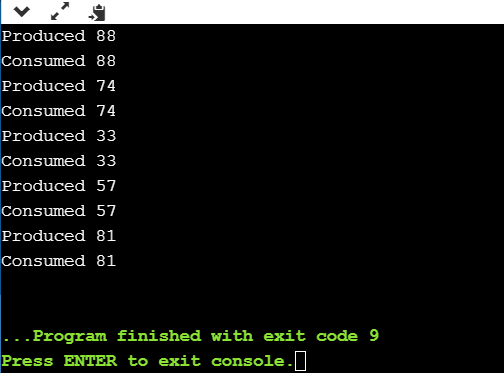 Produced 88
Consumed 88
Produced 74
Consumed 74
Produced 33
Consumed 33
Produced 57
Consumed 57
Produced 81
Consumed 81
...Program finished with exit code 9
Press ENTER to exit console.